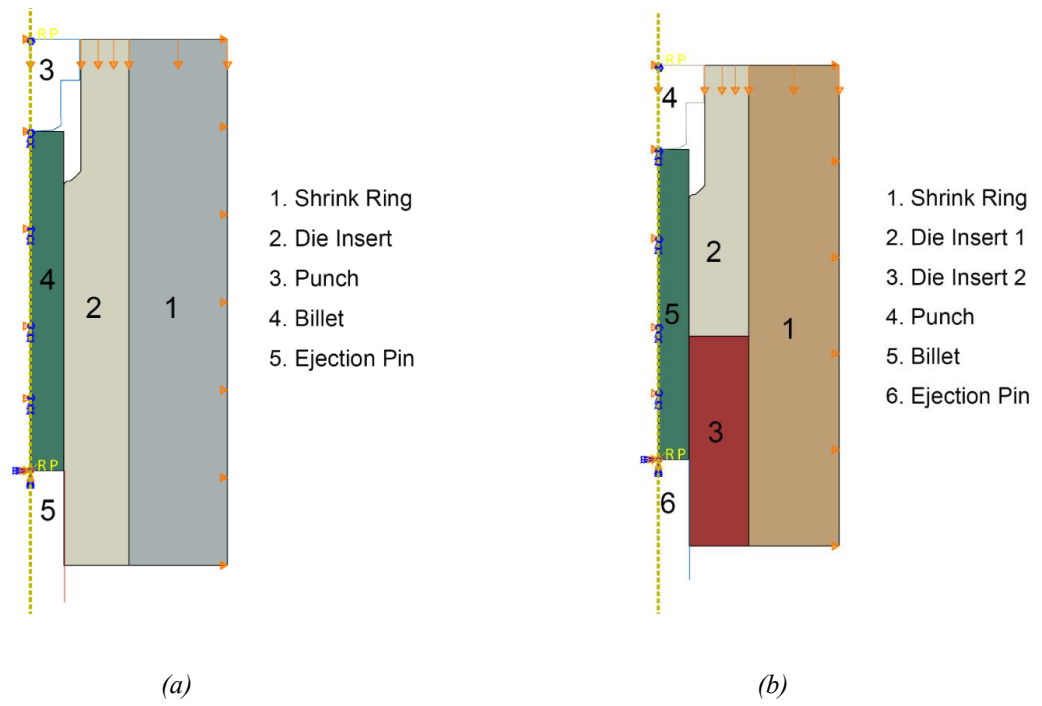 RP
3
4
2
1
RP
5
1. Shrink Ring
2. Die Insert
3. Punch
4. Billet
5. Ejection Pin
(a)
RP
4
2
5
1
3
RP
6
1. Shrink Ring
2. Die Insert 1
3. Die Insert 2
4. Punch
5. Billet
6. Ejection Pin
(b)